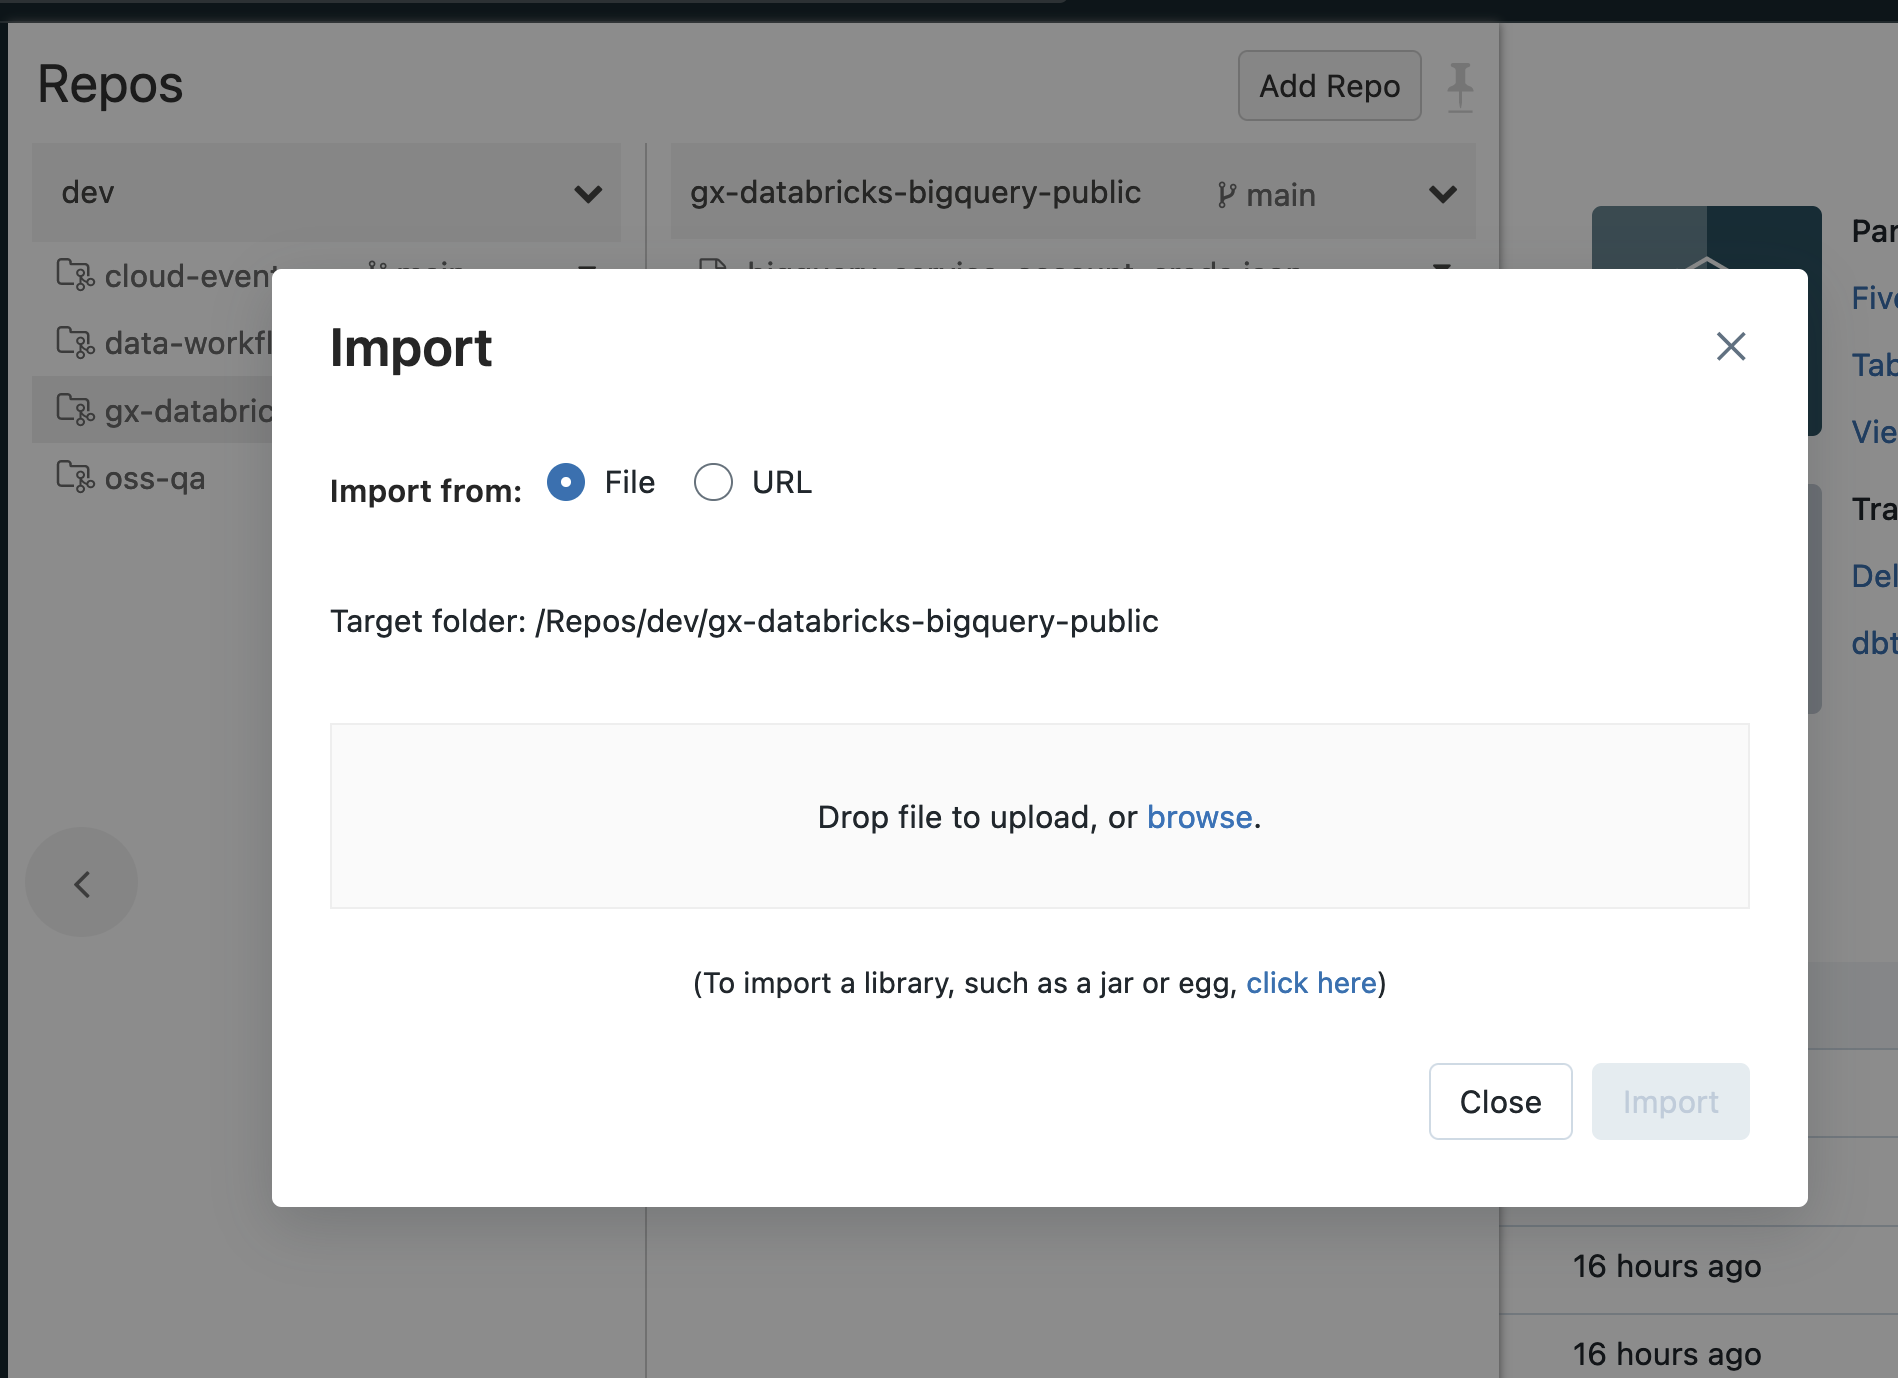 Repos
Add Repo
dev
gx-databricks-bigquery-public
main
cloud-event
data-workfl
gx-databric
oss-qa
Import
Import from:
File
URL
Target folder: /Repos/dev/gx-databricks-bigquery-public
Drop file to upload, or browse.
(To import a library, such as a jar or egg, click here)
Close
Import
Par
Five
Tab
Vie
Tra
Del
dbt
16 hours ago
16 hours ago